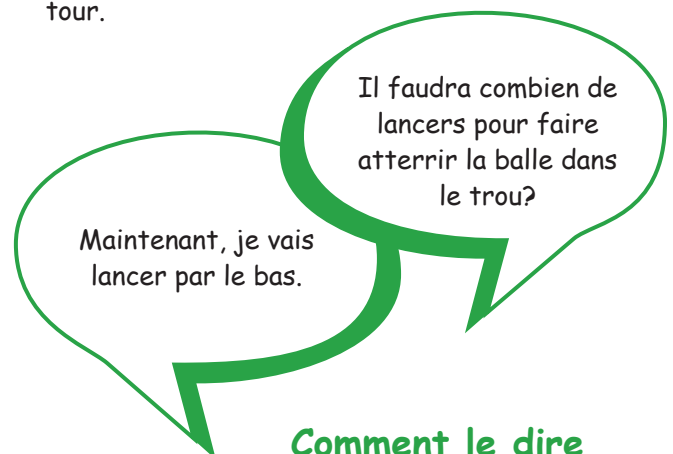 tour.
Il faudra combien de
lancers pour faire
atterrir la balle dans
le trou?
Maintenant, je vais
lancer par le bas.
Comment le dire